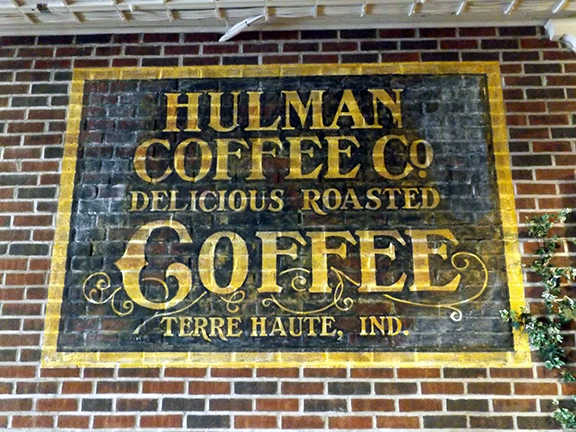 HULMAN
COFFEE Co.
DELICIOUS ROASTED
COFFEE
TERRE HAUTE, IND.